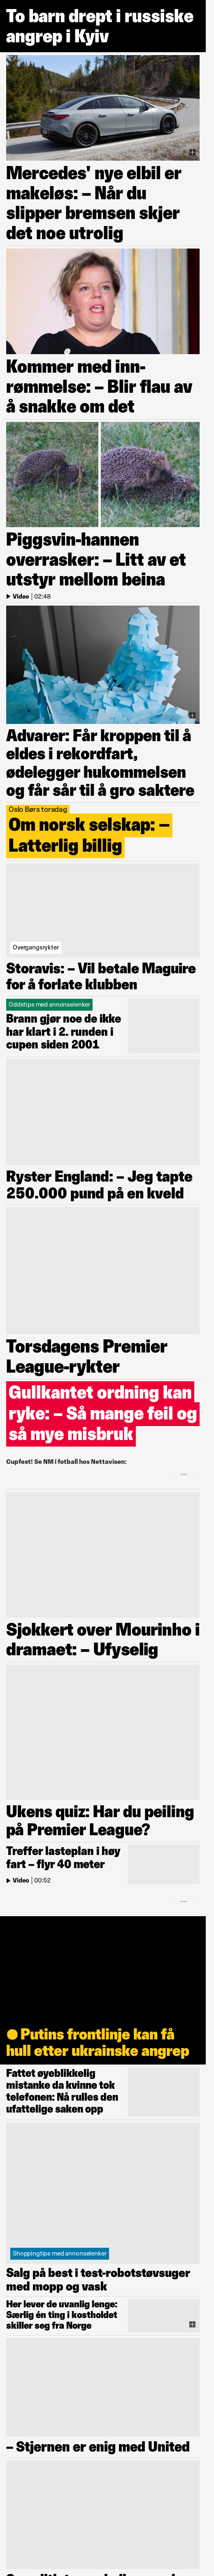 To barn drept i russiske
angrep i Kyiv
Mercedes' nye elbil er
makeløs: – Når du
slipper bremsen skjer
det noe utrolig
Kommer med inn-
rømmelse: – Blir flau av
å snakke om det
Piggsvin-hannen
overrasker: – Litt av et
utstyr mellom beina
Video | 02:48
Advarer: Får kroppen til å
eldes i rekordfart,
ødelegger hukommelsen
og får sår til å gro saktere
Oslo Børs torsdag
Om norsk selskap: –
Latterlig billig
Overgangsrykter
Storavis: – Vil betale Maguire
for å forlate klubben
Oddstips med annonselenker
Brann gjør noe de ikke
har klart i 2. runden i
cupen siden 2001
Ryster England: – Jeg tapte
250.000 pund på en kveld
Torsdagens Premier
League-rykter
Gullkantet ordning kan
ryke: – Så mange feil og
så mye misbruk
Cupfest! Se NM i fotball hos Nettavisen:
Sjokkert over Mourinho i
dramaet: – Ufyselig
Ukens quiz: Har du peiling
på Premier League?
Treffer lasteplan i høy
fart – flyr 40 meter
Video | 00:52
Putins frontlinje kan få
hull etter ukrainske angrep
Fattet øyeblikkelig
mistanke da kvinne tok
telefonen: Nå rulles den
ufattelige saken opp
Shoppingtips med annonselenker
Salg på best i test-robotstøvsuger
med mopp og vask
Her lever de uvanlig lenge:
Særlig én ting i kostholdet
skiller seg fra Norge
– Stjernen er enig med United